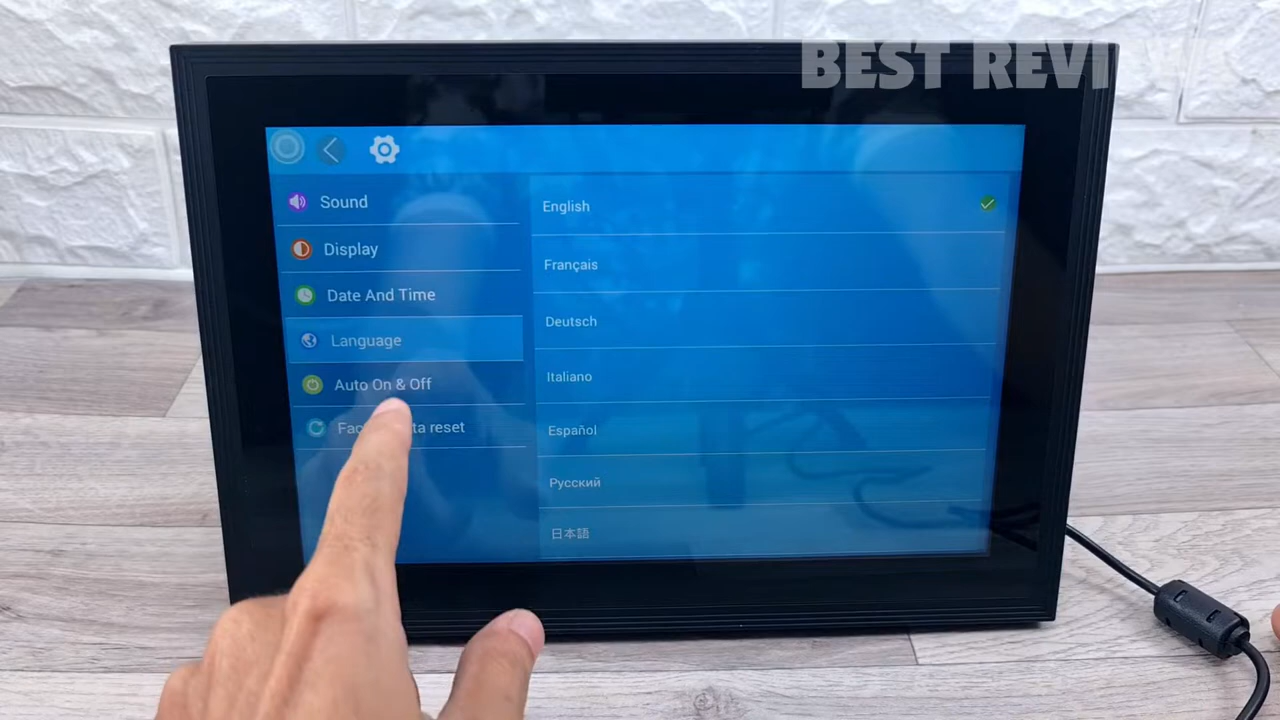 BEST REVI
Sound
Display
Date And Time
Language
Auto On & Off
reset
English
Français
Deutsch
Italiano
Español
Русский
日本語